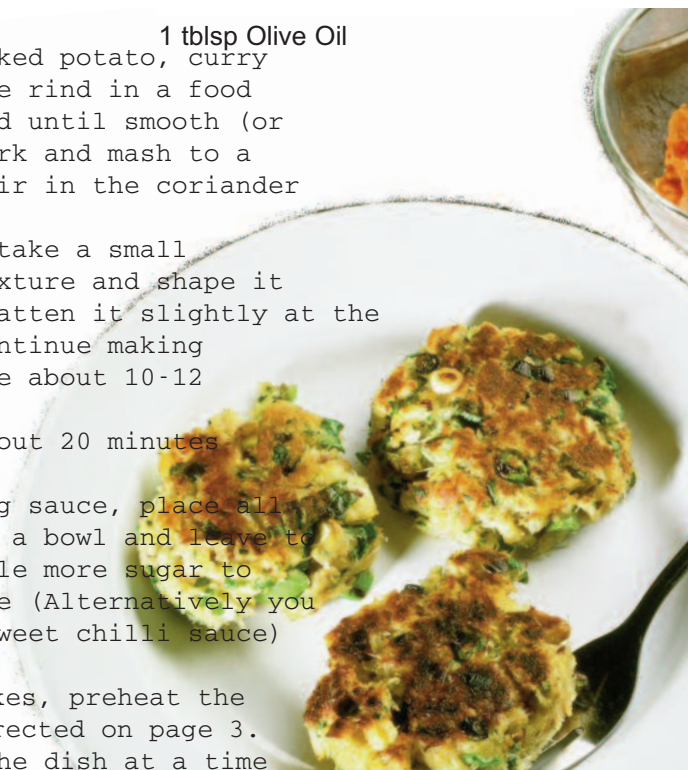 1 tblsp Olive Oil
ked potato, curry
e rind in a food
d until smooth (or
rk and mash to a
ir in the coriander
take a small
xture and shape it
atten it slightly at the
ntinue making
e about 10-12
out 20 minutes
g sauce, place all
a bowl and leave to
le more sugar to
e (Alternatively you
weet chilli sauce)
kes, preheat the
rected on page 3.
he dish at a time